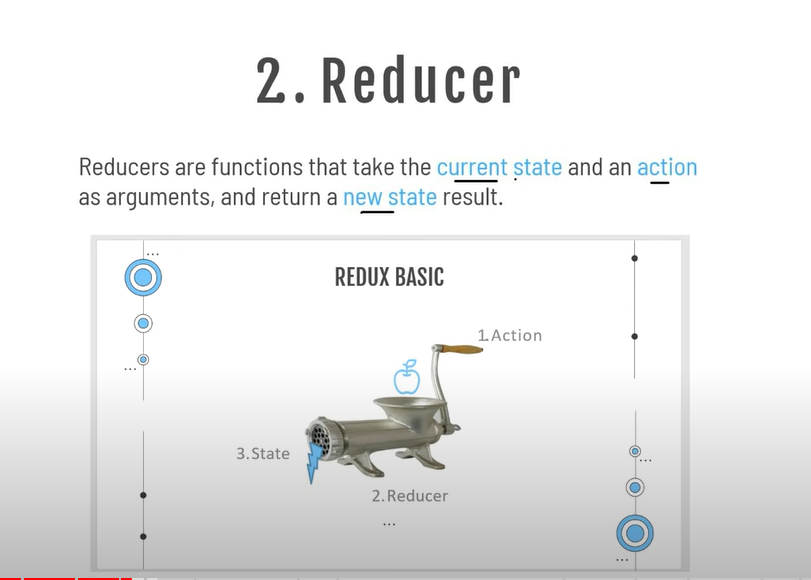 2. Reducer
Reducers are functions that take the current state and an action
as arguments, and return a new state result.
...
REDUX BASIC
1.Action
...
3.State
...
2.Reducer
...
...